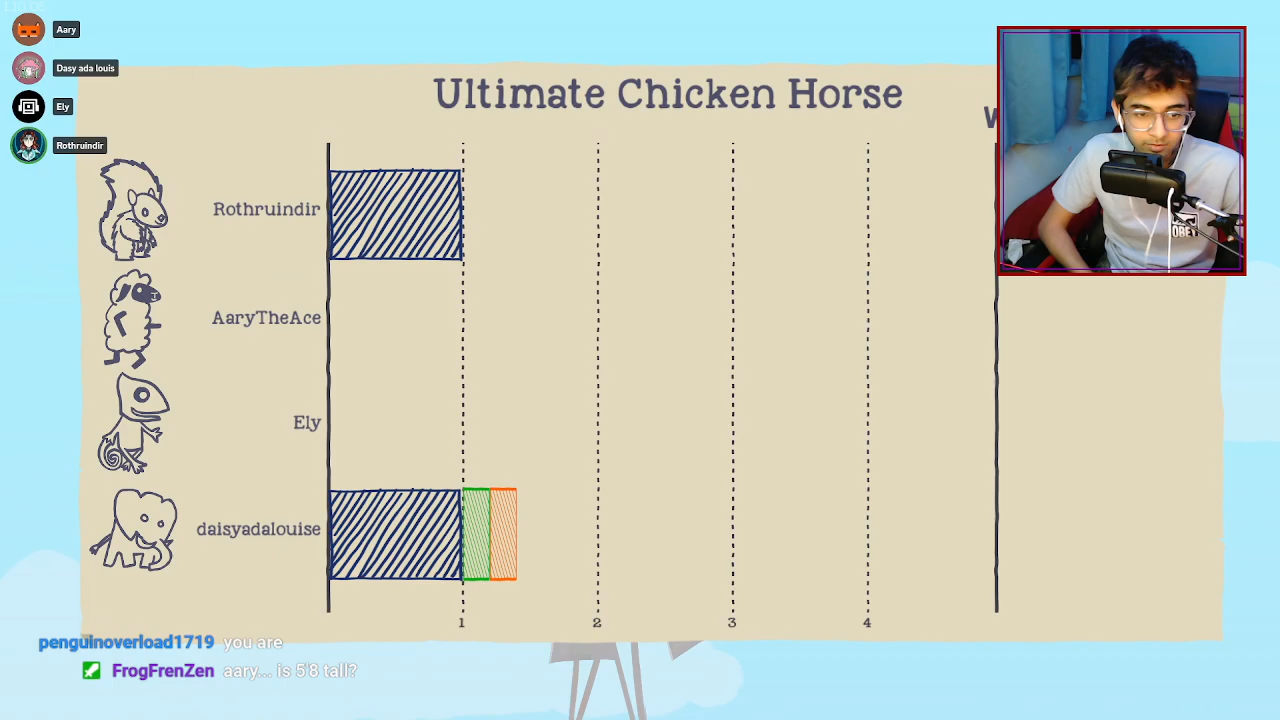 Aary
Dasy ada louis
Ely
Rothruindir
Ultimate Chicken Horse
W
Rothruindir
AaryTheAce
Ely
daisyadalouise
1 2 3 4
penguinoverload1719 you are
FrogFrenZen aary... is 5'8 tall?
OBEY